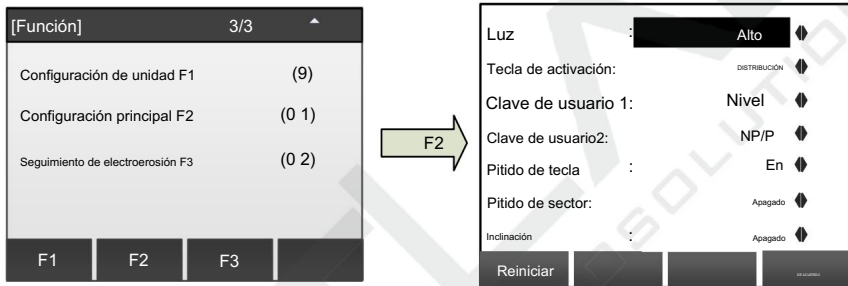 [Función] 3/3
Configuración de unidad F1 (9)
Configuración principal F2 (0 1)
Seguimiento de electroerosión F3 (0 2)
F1 F2 F3
F2
Luz : Alto
Tecla de activación: DISTRIBUCIÓN
Clave de usuario 1: Nivel
Clave de usuario2: NP/P
Pitido de tecla : En
Pitido de sector: Apagado
Inclinación : Apagado
Reiniciar DE ACUERDO